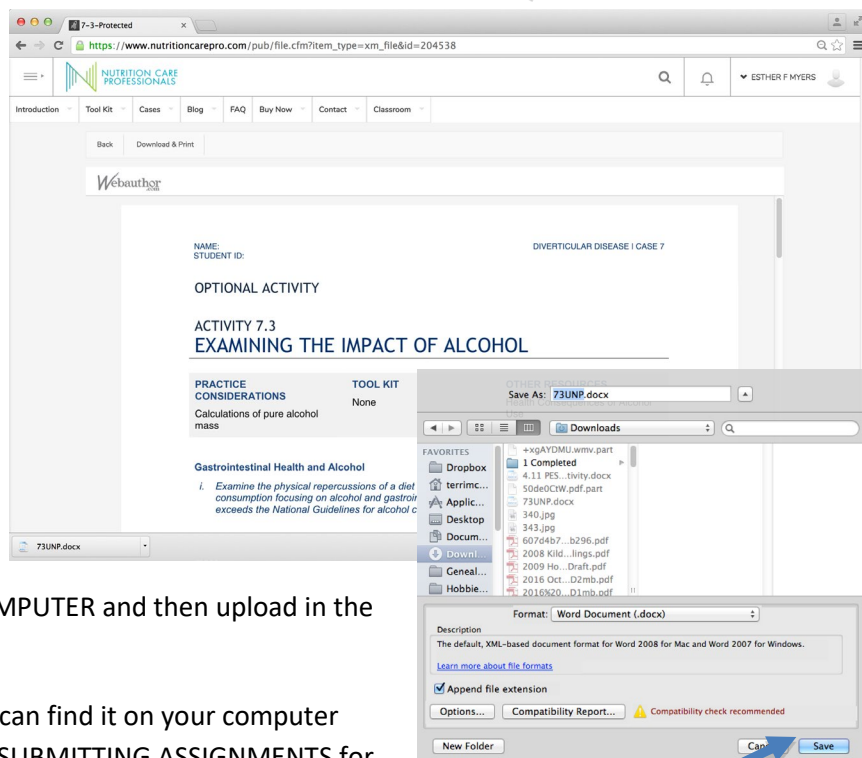 7-3-Protected
https://www.nutritioncarepro.com/pub/file.cfm?item_type=xm_file&id=204538
NUTRITION CARE
PROFESSIONALS
ESTHER F MYERS
Introduction Tool Kit Cases Blog FAQ Buy Now Contact Classroom
Back Download & Print
Webauthor
.com
NAME: DIVERTICULAR DISEASE | CASE 7
STUDENT ID:
OPTIONAL ACTIVITY
ACTIVITY 7.3
EXAMINING THE IMPACT OF ALCOHOL
PRACTICE
CONSIDERATIONS
Calculations of pure alcohol
mass
TOOL KIT
None
OTHER RESOURCES
Health Consequences of Alcohol
Use
Gastrointestinal Health and Alcohol
i. Examine the physical repercussions of a diet
consumption focusing on alcohol and gastroin
exceeds the National Guidelines for alcohol c
73UNP.docx
Save As: 73UNP.docx
Downloads
FAVORITES
Dropbox
terrimc...
Applic...
Desktop
Docum...
Downl...
Geneal...
Hobbie...
+xgAYDMU.wmv.part
1 Completed
4.11 PES...tivity.docx
50de0CtW.pdf.part
73UNP.docx
340.jpg
343.jpg
607d4b7...b296.pdf
2008 Kild...lings.pdf
2009 Ho...Draft.pdf
2016 Oct...D2mb.pdf
2016%20...D1mb.pdf
Format: Word Document (.docx)
Description
The default, XML-based document format for Word 2008 for Mac and Word 2007 for Windows.
Learn more about file formats
Append file extension
Options... Compatibility Report... Compatibility check recommended
New Folder Save
MPUTER and then upload in the
can find it on your computer
SUBMITTING ASSIGNMENTS for